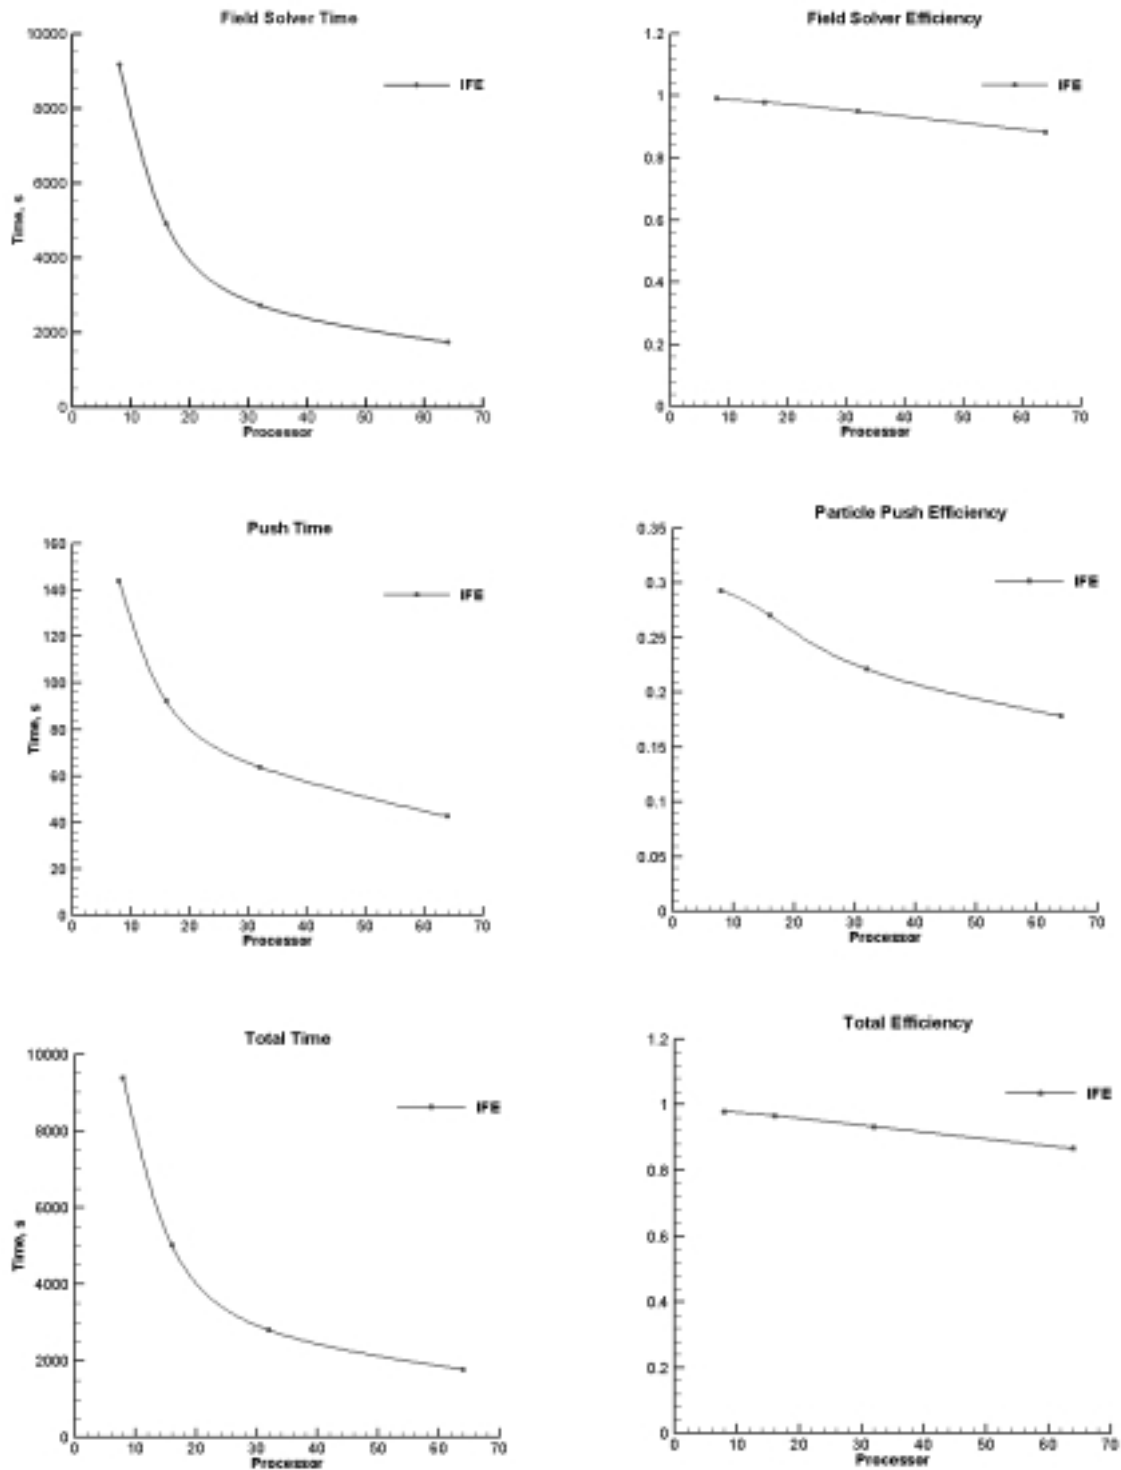 Field Solver Time
10000
8000
6000
4000
2000
0
Time, s
IFE
0 10 20 30 40 50 60 70
Processor
Field Solver Efficiency
1.2
1
0.8
0.6
0.4
0.2
0
IFE
0 10 20 30 40 50 60 70
Processor
Push Time
160
140
120
100
80
60
40
20
0
Time, s
IFE
0 10 20 30 40 50 60 70
Processor
Particle Push Efficiency
0.35
0.3
0.25
0.2
0.15
0.1
0.05
0
IFE
0 10 20 30 40 50 60 70
Processor
Total Time
10000
8000
6000
4000
2000
0
Time, s
IFE
0 10 20 30 40 50 60 70
Processor
Total Efficiency
1.2
1
0.8
0.6
0.4
0.2
0
IFE
0 10 20 30 40 50 60 70
Processor